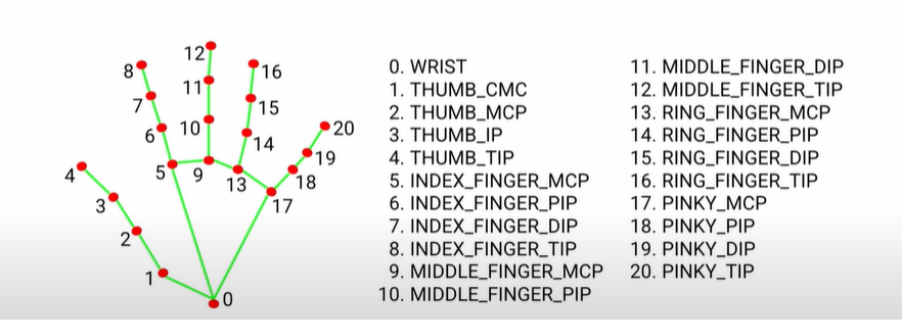 12
8
16
11
7
15
10
20
6
14
19
5
9
13
18
4
17
3
2
1
0
0. WRIST
1. THUMB_CMC
2. THUMB_MCP
3. THUMB_IP
4. THUMB_TIP
5. INDEX_FINGER_MCP
6. INDEX_FINGER_PIP
7. INDEX_FINGER_DIP
8. INDEX_FINGER_TIP
9. MIDDLE_FINGER_MCP
10. MIDDLE_FINGER_PIP
11. MIDDLE_FINGER_DIP
12. MIDDLE_FINGER_TIP
13. RING_FINGER_MCP
14. RING_FINGER_PIP
15. RING_FINGER_DIP
16. RING_FINGER_TIP
17. PINKY_MCP
18. PINKY_PIP
19. PINKY_DIP
20. PINKY_TIP